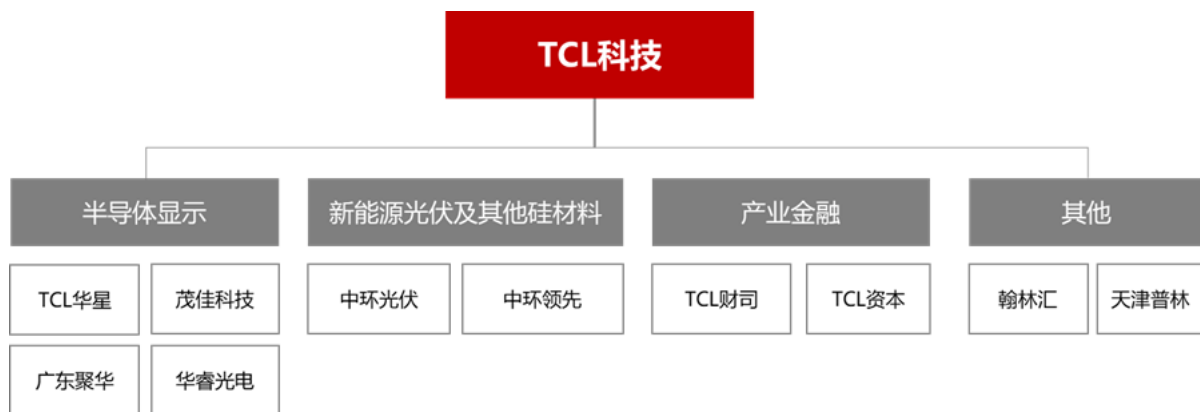 TCL科技
半导体显示
新能源光伏及其他硅材料
产业金融
其他
TCL华星
茂佳科技
中环光伏
中环领先
TCL财司
TCL资本
翰林汇
天津普林
广东聚华
华睿光电